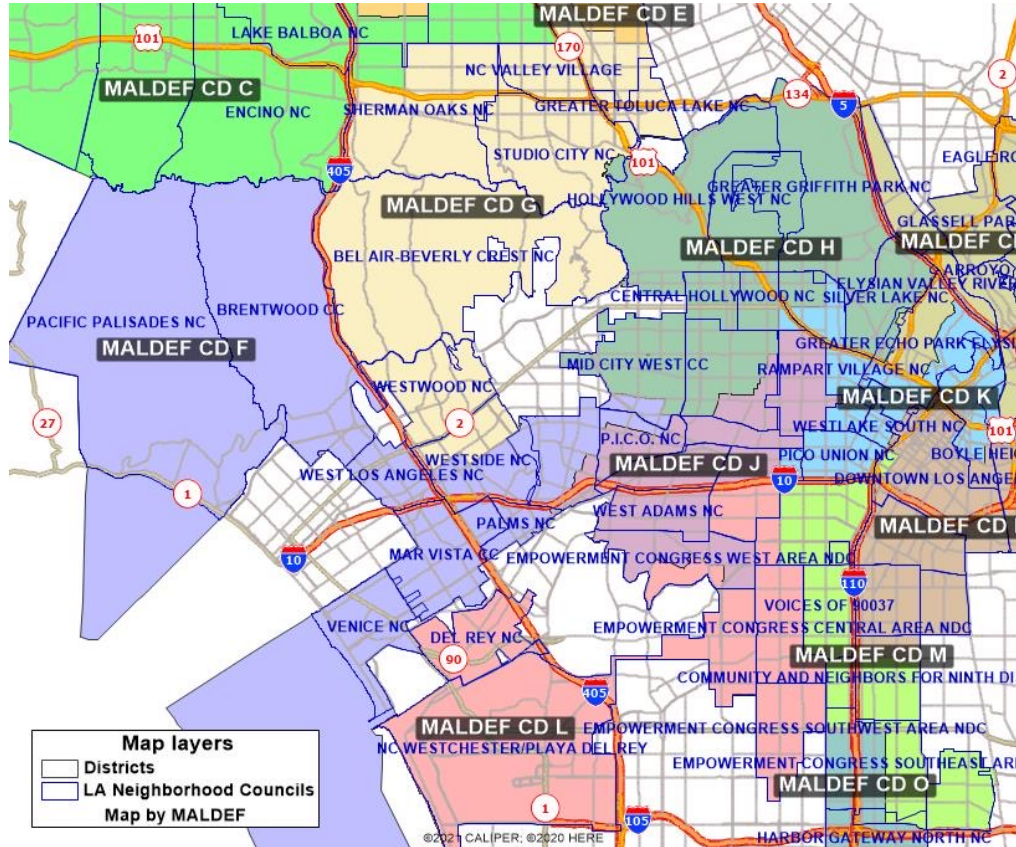 MALDEF CD E
LAKE BALBOA NC
101
170
NC VALLEY VILLAGE
2
MALDEF CD C
134
5
ENCINO NC
SHERMAN OAKS NC
GREATER TOLUCA LAKE NC
STUDIO CITY NC
101
405
MALDEF CD G
HOLLYWOOD HILLS WEST NC
GREATER GRIFFITH PARK NC
MALDEF CD H
BEL AIR-BEVERLY CREST NC
ELYSIAN VALLEY RIVER
CENTRAL HOLLYWOOD NC
SILVER LAKE NC
BRENTWOOD CC
PACIFIC PALISADES NC
MALDEF CD F
MID CITY WEST CC
RAMPART VILLAGE NC
WESTWOOD NC
MALDEF CD K
27
2
WESTLAKE SOUTH NC
101
P.I.C.O. NC
PICO UNION NC
WESTSIDE NC
MALDEF CD J
WEST LOS ANGELES NC
10
1
WEST ADAMS NC
PALMS NC
MAR VISTA CC
10
EMPOWERMENT CONGRESS WEST AREA NDC
110
VOICES OF 90037
VENICE NC
DEL REY NC
EMPOWERMENT CONGRESS CENTRAL AREA NDC
90
MALDEF CD M
405
MALDEF CD L
EMPOWERMENT CONGRESS SOUTHWEST AREA NDC
NC WESTCHESTER/PLAYA DEL REY
Map layers
Districts
LA Neighborhood Councils
Map by MALDEF
MALDEF CD O
1
105
©2021 CALIPER; ©2020 HERE
HARBOR GATEWAY NORTH NC